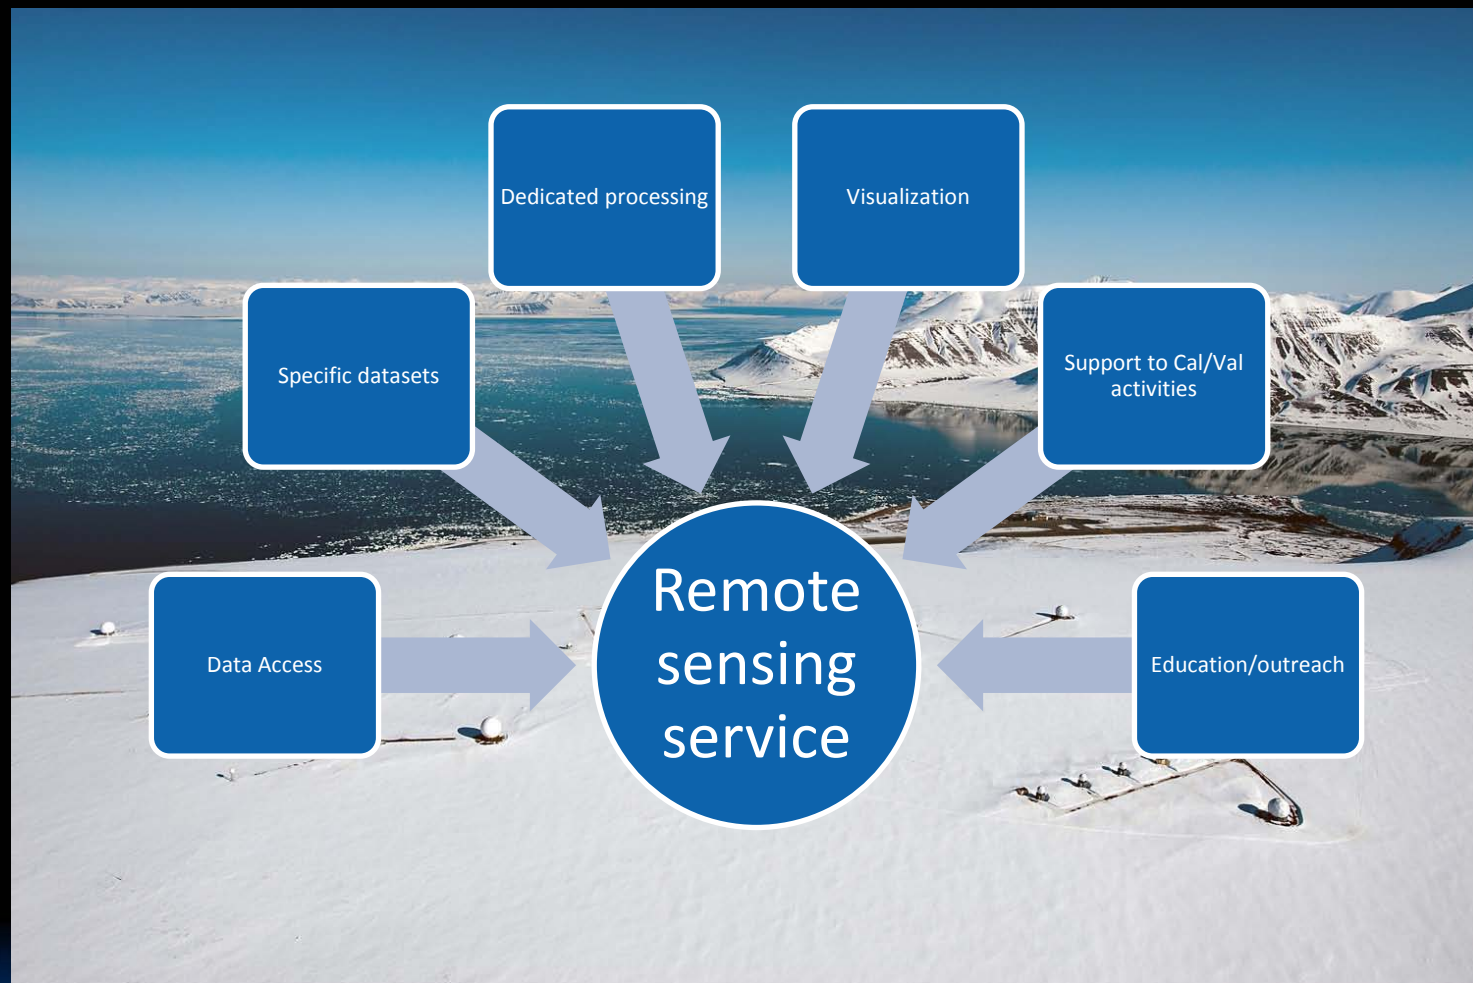 Dedicated processing
Visualization
Specific datasets
Support to Cal/Val
activities
Data Access
Remote
sensing
service
Education/outreach